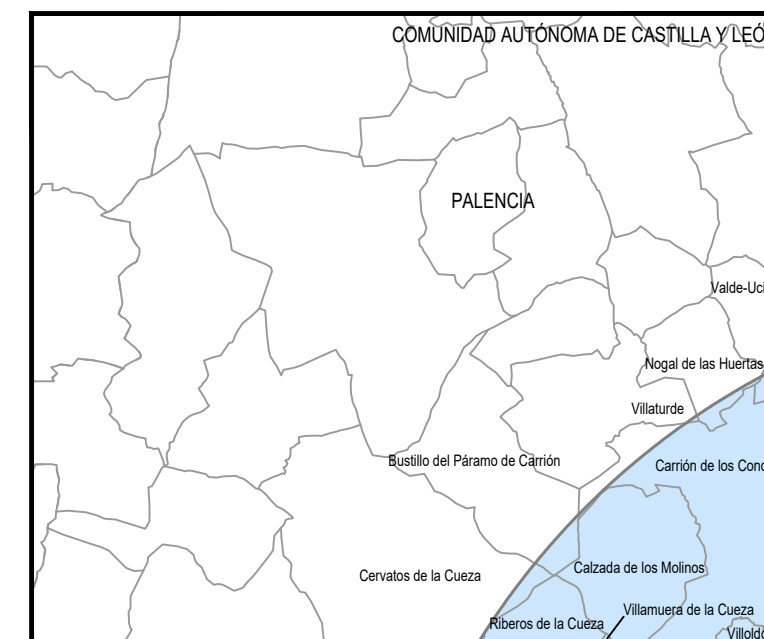 COMUNIDAD AUTÓNOMA DE CASTILLA Y LEÓ
PALENCIA
Valde-Uci
Nogal de las Huertas
Villaturde
Bustillo del Páramo de Carrión
Carrión de los Cond
Calzada de los Molinos
Cervatos de la Cueza
Villamuera de la Cueza
Riberos de la Cueza
Villoldo